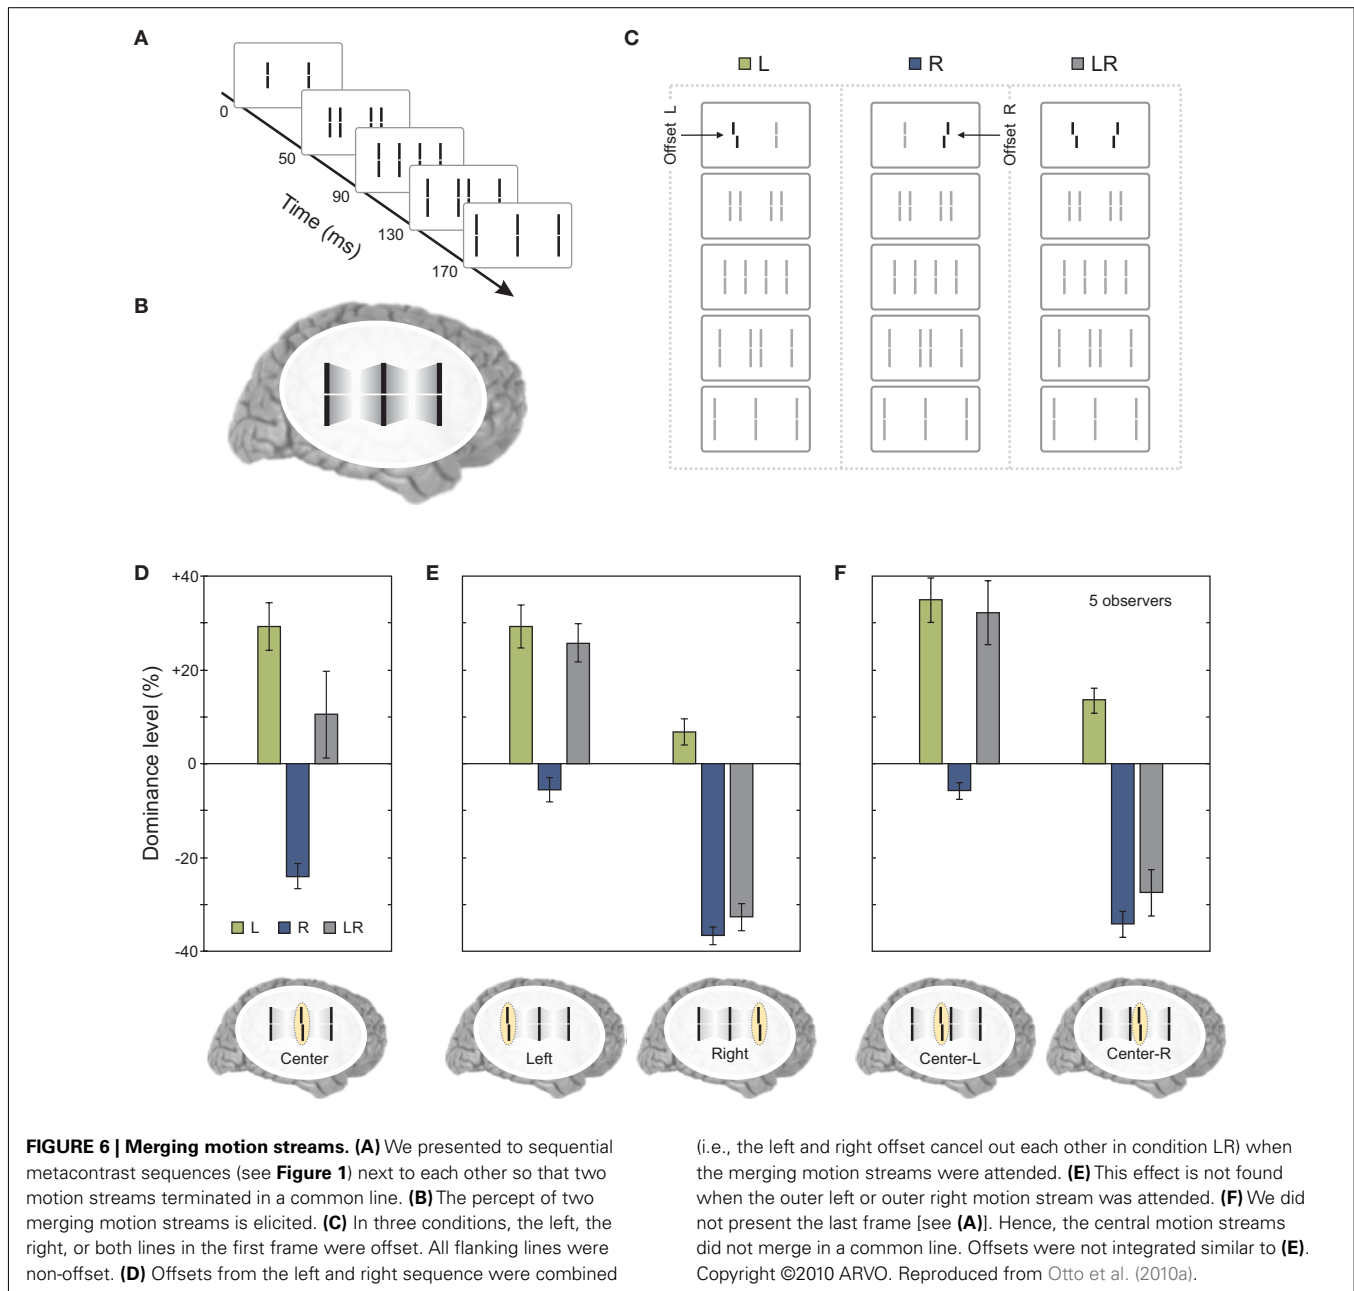 A
0
50
90
130
170
Time (ms)
B
C
L
R
LR
Offset L
Offset R
D
E
F
Dominance level (%)
+40
+20
0
-20
-40
L
R
LR
5 observers
Center
Left
Right
Center-L
Center-R
FIGURE 6 | Merging motion streams. (A) We presented to sequential
metacontrast sequences (see Figure 1) next to each other so that two
motion streams terminated in a common line. (B) The percept of two
merging motion streams is elicited. (C) In three conditions, the left, the
right, or both lines in the first frame were offset. All flanking lines were
non-offset. (D) Offsets from the left and right sequence were combined
(i.e., the left and right offset cancel out each other in condition LR) when
the merging motion streams were attended. (E) This effect is not found
when the outer left or outer right motion stream was attended. (F) We did
not present the last frame [see (A)]. Hence, the central motion streams
did not merge in a common line. Offsets were not integrated similar to (E).
Copyright ©2010 ARVO. Reproduced from Otto et al. (2010a).